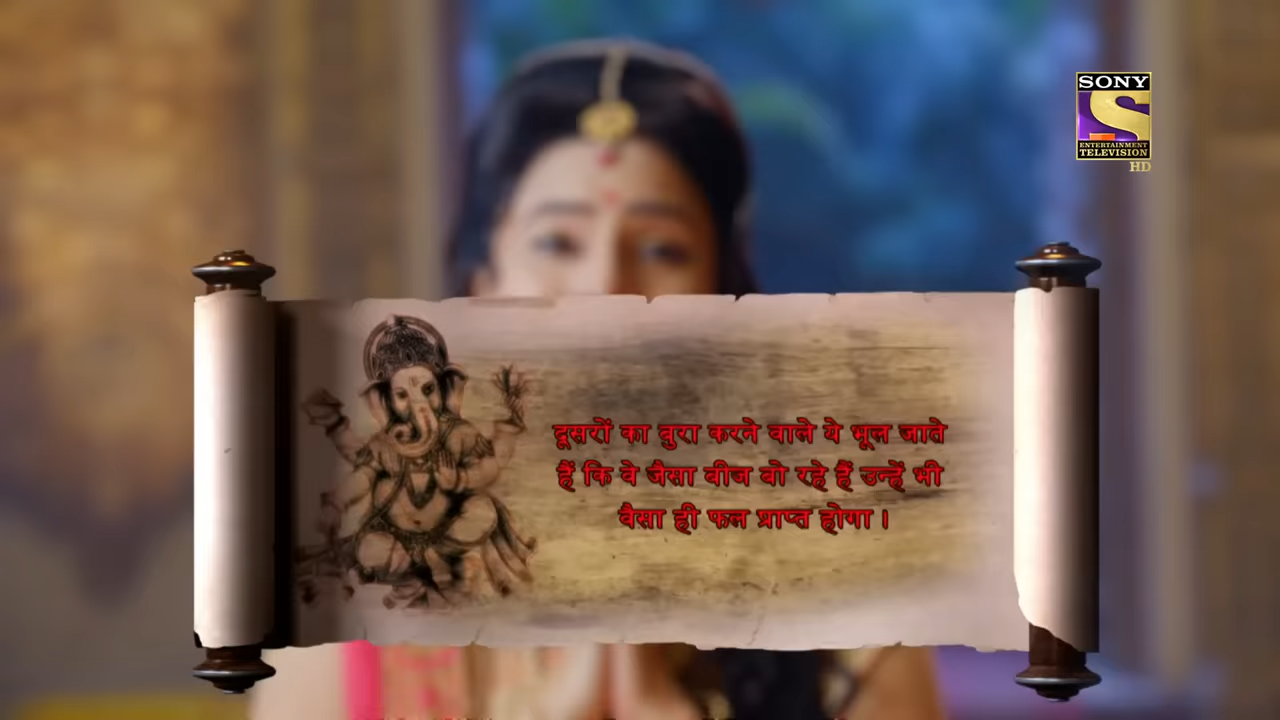 SONY
ENTERTAINMENT
TELEVISION
HD
दूसरों का बुरा करने वाले ये भूल जाते
हैं कि वे जैसा बीज बो रहे हैं उन्हें भी
वैसा ही फल प्राप्त होगा।